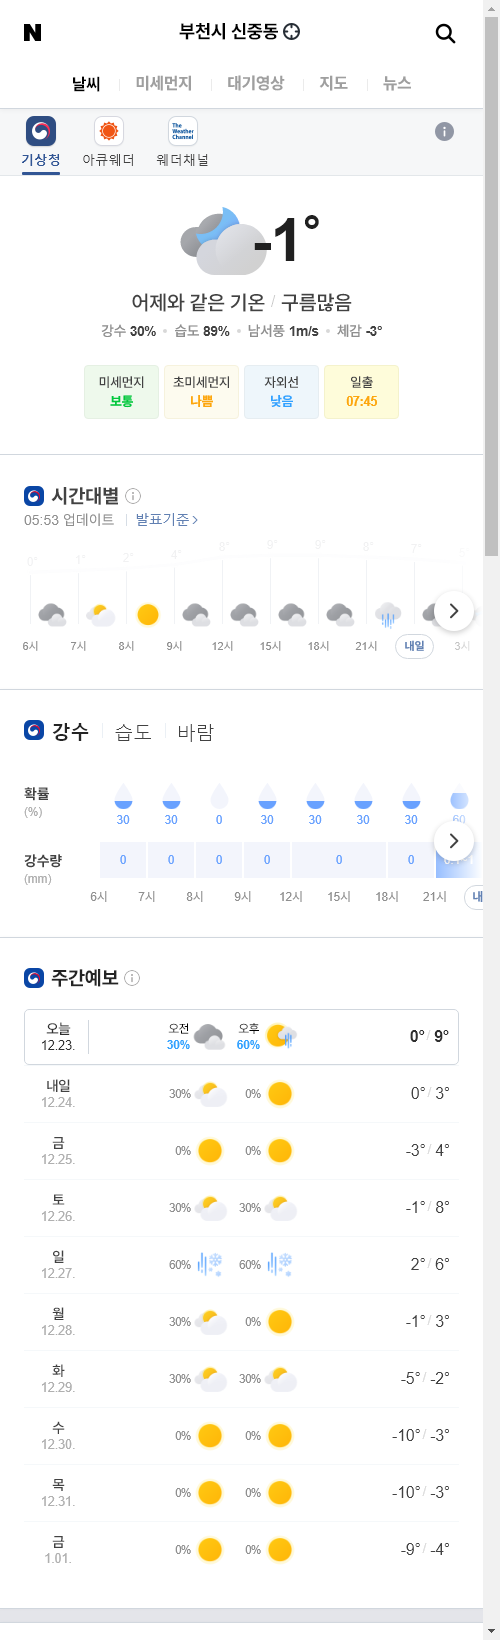 N
부천시 신중동
날씨 미세먼지 대기영상 지도 뉴스
The Weather Channel
기상청 아큐웨더 웨더채널
-1°
어제와 같은 기온 / 구름많음
강수 30% 습도 89% 남서풍 1m/s 체감 -3°
미세먼지 초미세먼지 자외선 일출
보통 나쁨 낮음 07:45
시간대별
05:53 업데이트 발표기준 >
0° 1° 2° 4° 8° 9° 9° 8° 7°
6시 7시 8시 9시 12시 15시 18시 21시 내일 3시
강수 습도 바람
확률
(%)
30 30 0 30 30 30 30 60
강수량
(mm)
0 0 0 0 0 0
6시 7시 8시 9시 12시 15시 18시 21시
주간예보
오늘 오전 오후
12.23. 30% 60% 0° / 9°
내일
12.24. 30% 0% 0° / 3°
금
12.25. 0% 0% -3° / 4°
토
12.26. 30% 30% -1° / 8°
일
12.27. 60% 60% 2° / 6°
월
12.28. 30% 0% -1° / 3°
화
12.29. 30% 30% -5° / -2°
수
12.30. 0% 0% -10° / -3°
목
12.31. 0% 0% -10° / -3°
금
1.01. 0% 0% -9° / -4°